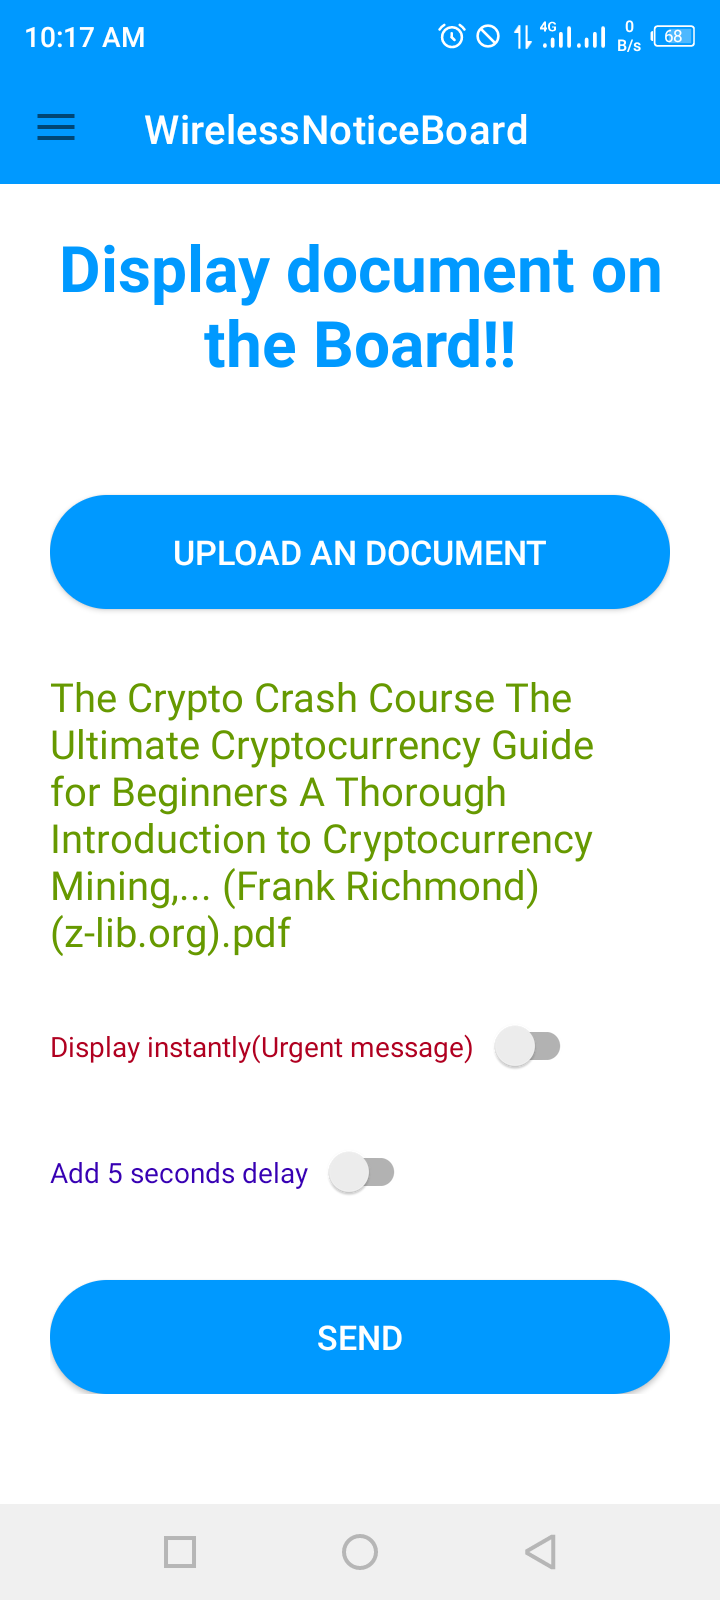 10:17 AM
4G
0
B/s
68
WirelessNoticeBoard
Display document on
the Board!!
UPLOAD AN DOCUMENT
The Crypto Crash Course The
Ultimate Cryptocurrency Guide
for Beginners A Thorough
Introduction to Cryptocurrency
Mining,... (Frank Richmond)
(z-lib.org).pdf
Display instantly(Urgent message)
Add 5 seconds delay
SEND